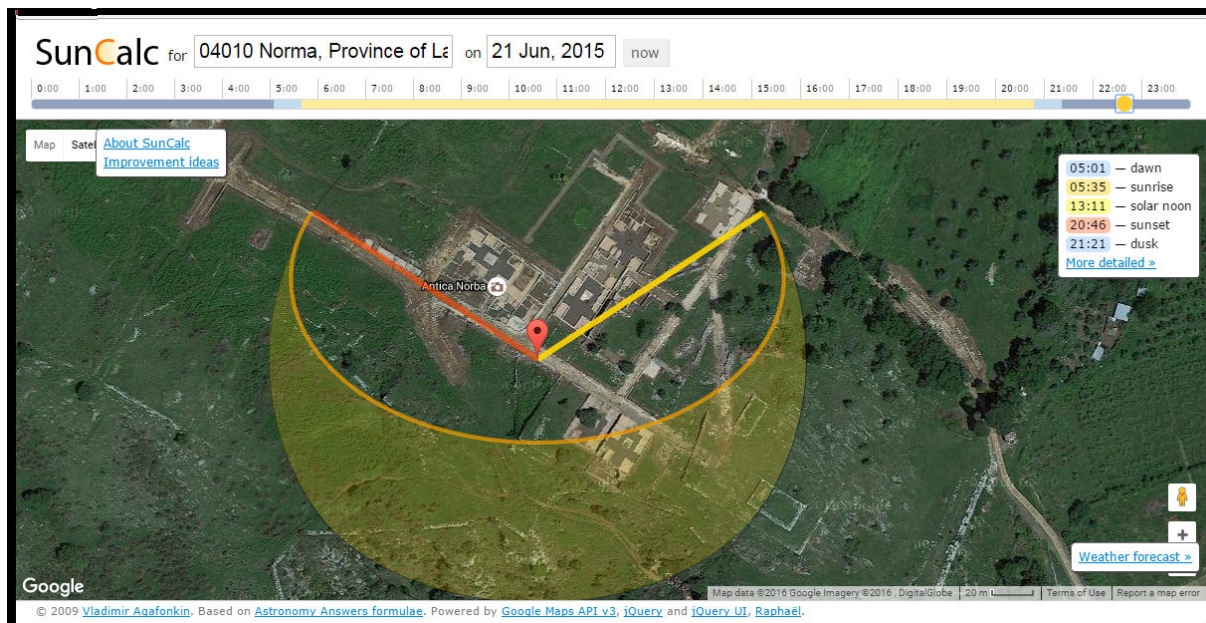 SunCalc for 04010 Norma, Province of La on 21 Jun, 2015 now
0:00 1:00 2:00 3:00 4:00 5:00 6:00 7:00 8:00 9:00 10:00 11:00 12:00 13:00 14:00 15:00 16:00 17:00 18:00 19:00 20:00 21:00 22:00 23:00
Map Satel
About SunCalc
Improvement ideas
05:01 — dawn
05:35 — sunrise
13:11 — solar noon
20:46 — sunset
21:21 — dusk
More detailed »
Antica Norba
Weather forecast »
Google
Map data ©2016 Google Imagery ©2016 , DigitalGlobe 20 m Terms of Use Report a map error
© 2009 Vladimir Agafonkin. Based on Astronomy Answers formulae. Powered by Google Maps API v3, jQuery and jQuery UI, Raphaël.